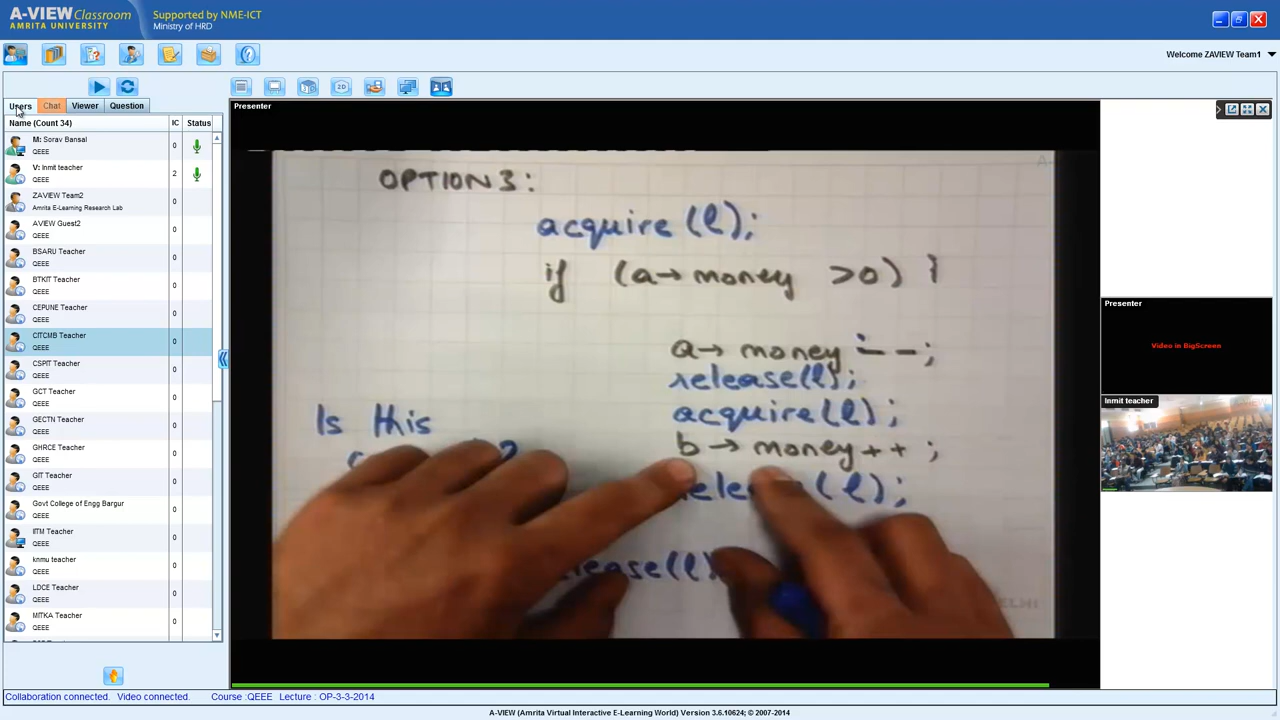 A-VIEW Classroom
AMRITA UNIVERSITY
Supported by NME-ICT
Ministry of HRD
Welcome ZAVIEW Team1
Users
Chat
Viewer
Question
Name (Count 34)
IC
Status
M: Sorav Bansal
QEEE
0
V: Inmit teacher
QEEE
2
ZAVIEW Team2
Amrita E-Learning Research Lab
0
AVIEW Guest2
QEEE
0
BSARU Teacher
QEEE
0
BTKIT Teacher
QEEE
0
CEPUNE Teacher
QEEE
0
CITCMB Teacher
QEEE
0
CSPIT Teacher
QEEE
0
GCT Teacher
QEEE
0
GECTN Teacher
QEEE
0
GHRCE Teacher
QEEE
0
GIT Teacher
QEEE
0
Govt College of Engg Bargur
QEEE
0
IITM Teacher
QEEE
0
knmu teacher
QEEE
0
LDCE Teacher
QEEE
0
MITKA Teacher
QEEE
0
Presenter
OPTION 3:
acquire (l);
if (a→ money >0) {
a→ money --;
release(l);
acquire(l);
Is this
b → money++ ;
(l);
Presenter
Video in BigScreen
Inmit teacher
Collaboration connected. Video connected. Course :QEEE Lecture : OP-3-3-2014
A-VIEW (Amrita Virtual Interactive E-Learning World) Version 3.6.10624; © 2007-2014